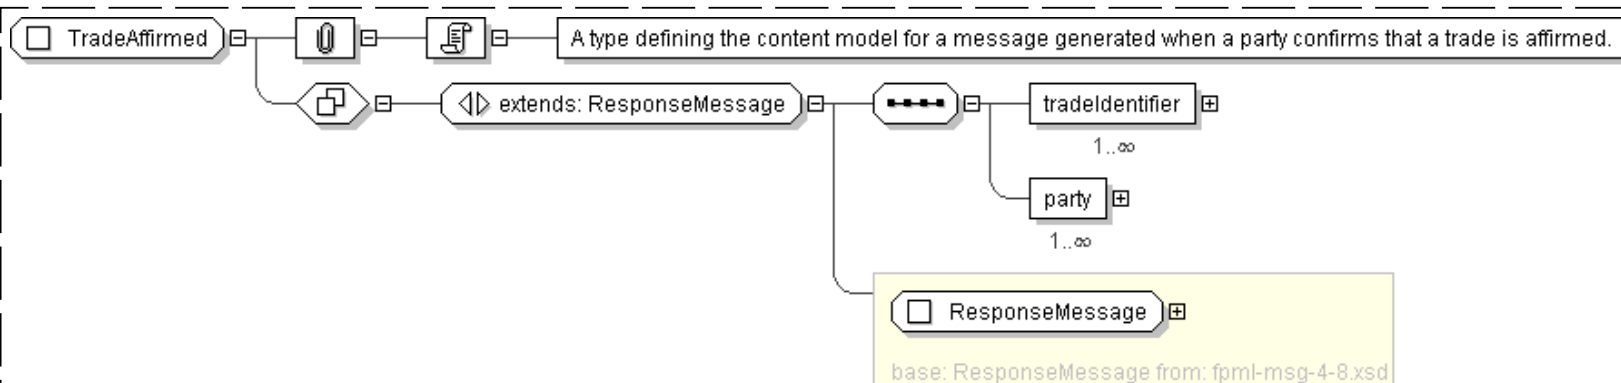 TradeAffirmed
A type defining the content model for a message generated when a party confirms that a trade is affirmed.
extends: ResponseMessage
tradeIdentifier
1..∞
party
1..∞
ResponseMessage
base: ResponseMessage from: fpml-msg-4-8.xsd